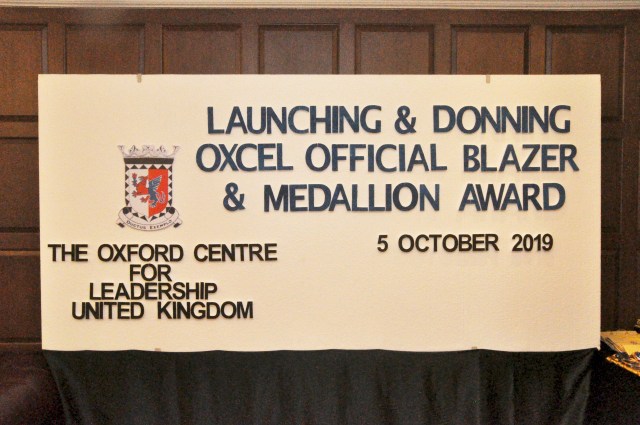 LAUNCHING & DONNING
OXCEL OFFICIAL BLAZER
& MEDALLION AWARD
5 OCTOBER 2019
THE OXFORD CENTRE
FOR
LEADERSHIP
UNITED KINGDOM